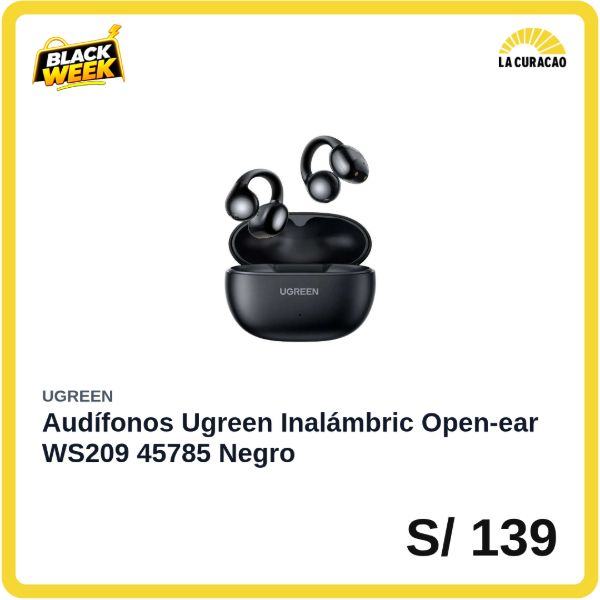 BLACK
WEEK
LA CURACAO
UGREEN
UGREEN
Audífonos Ugreen Inalámbric Open-ear
WS209 45785 Negro
S/ 139